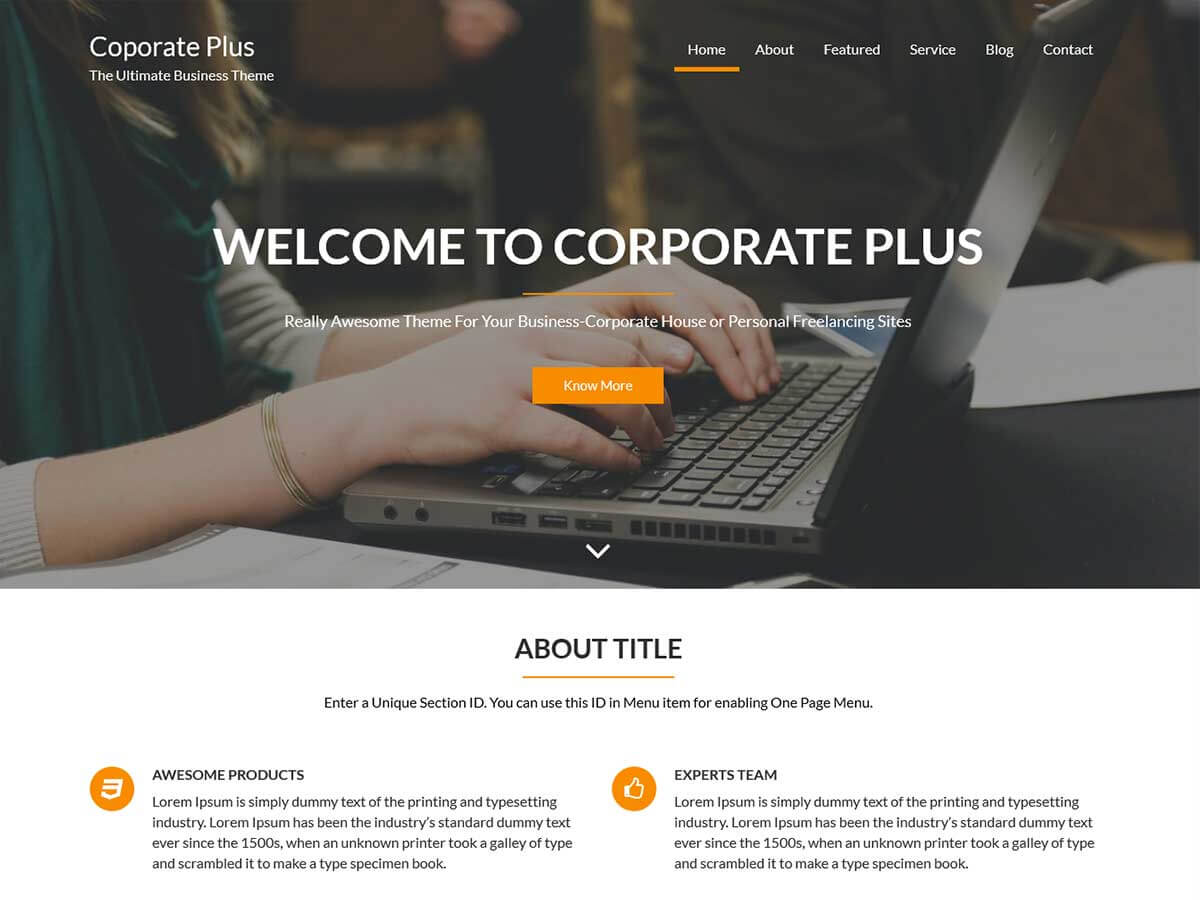 Coporate Plus
The Ultimate Business Theme
Home About Featured Service Blog Contact
WELCOME TO CORPORATE PLUS
Really Awesome Theme For Your Business-Corporate House or Personal Freelancing Sites
Know More
ABOUT TITLE
Enter a Unique Section ID. You can use this ID in Menu item for enabling One Page Menu.
AWESOME PRODUCTS
Lorem Ipsum is simply dummy text of the printing and typesetting
industry. Lorem Ipsum has been the industry's standard dummy text
ever since the 1500s, when an unknown printer took a galley of type
and scrambled it to make a type specimen book.
EXPERTS TEAM
Lorem Ipsum is simply dummy text of the printing and typesetting
industry. Lorem Ipsum has been the industry's standard dummy text
ever since the 1500s, when an unknown printer took a galley of type
and scrambled it to make a type specimen book.